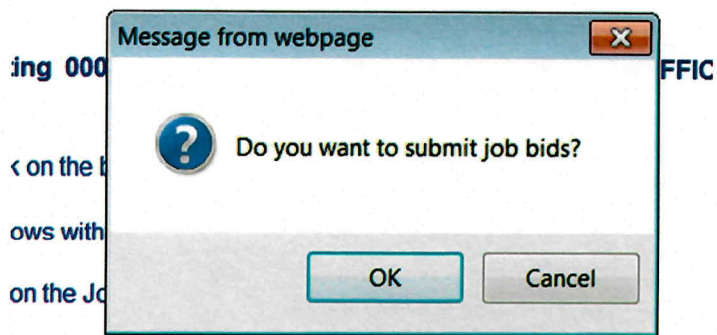 Message from webpage
ing 000 FFIC
Do you want to submit job bids?
on the
ows with
OK Cancel
on the